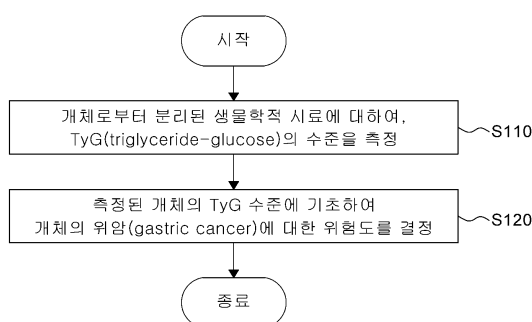 시작
개체로부터 분리된 생물학적 시료에 대하여,
TyG(triglyceride-glucose)의 수준을 측정
S110
측정된 개체의 TyG 수준에 기초하여
개체의 위암(gastric cancer)에 대한 위험도를 결정
S120
종료